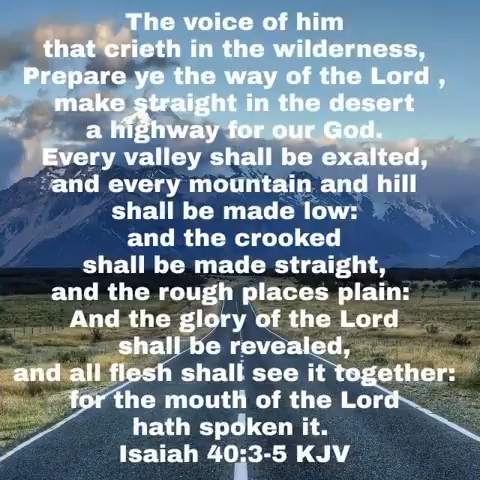 The voice of him
that crieth in the wilderness,
Prepare ye the way of the Lord ,
make straight in the desert
a highway for our God.
Every valley shall be exalted,
and every mountain and hill
shall be made low:
and the crooked
shall be made straight,
and the rough places plain:
And the glory of the Lord
shall be revealed,
and all flesh shall see it together:
for the mouth of the Lord
hath spoken it.
Isaiah 40:3-5 KJV